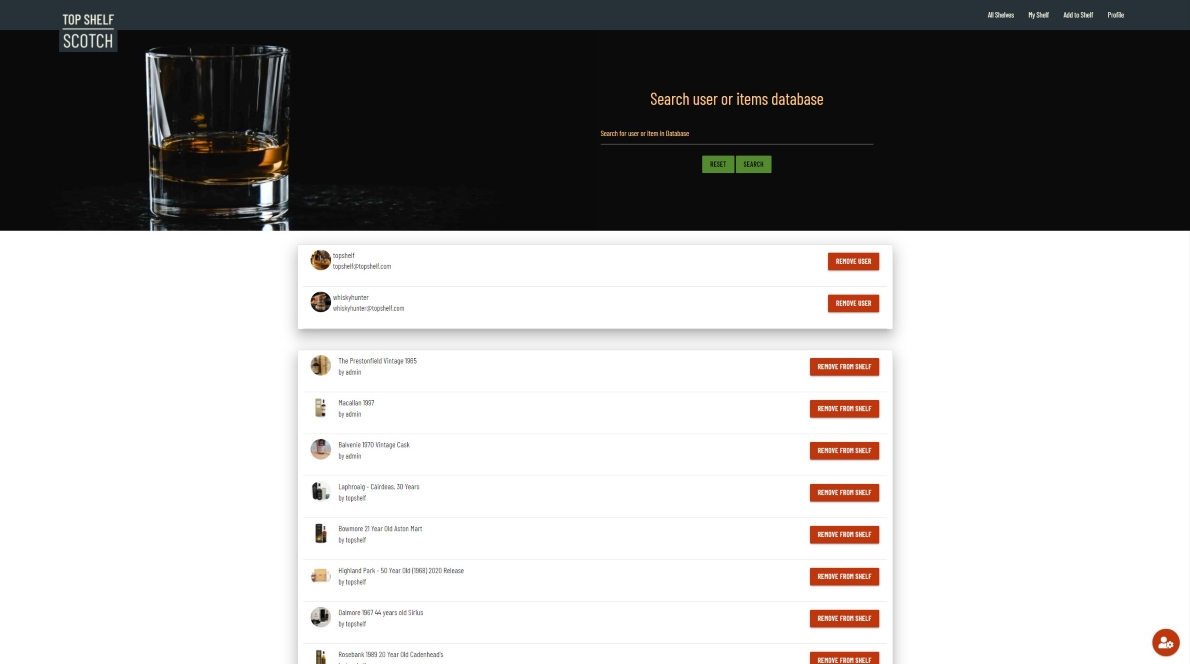 TOP SHELF
SCOTCH
All Shelves
My Shelf
Add to Shelf
Profile
Search user or items database
Search for user or item in Database
RESET
SEARCH
topshelf
topshelf@topshelf.com
REMOVE USER
whiskyhunter
whiskyhunter@topshelf.com
REMOVE USER
The Prestonfield Vintage 1965
by admin
REMOVE FROM SHELF
Macallan 1997
by admin
REMOVE FROM SHELF
Balvenie 1970 Vintage Cask
by admin
REMOVE FROM SHELF
Laphroaig - Càirdeas, 30 Years
by topshelf
REMOVE FROM SHELF
Bowmore 21 Year Old Aston Mart
by topshelf
REMOVE FROM SHELF
Highland Park - 50 Year Old (1968) 2020 Release
by topshelf
REMOVE FROM SHELF
Dalmore 1967 44 years old Sirius
by topshelf
REMOVE FROM SHELF
Rosebank 1989 20 Year Old Cadenhead's
REMOVE FROM SHELF